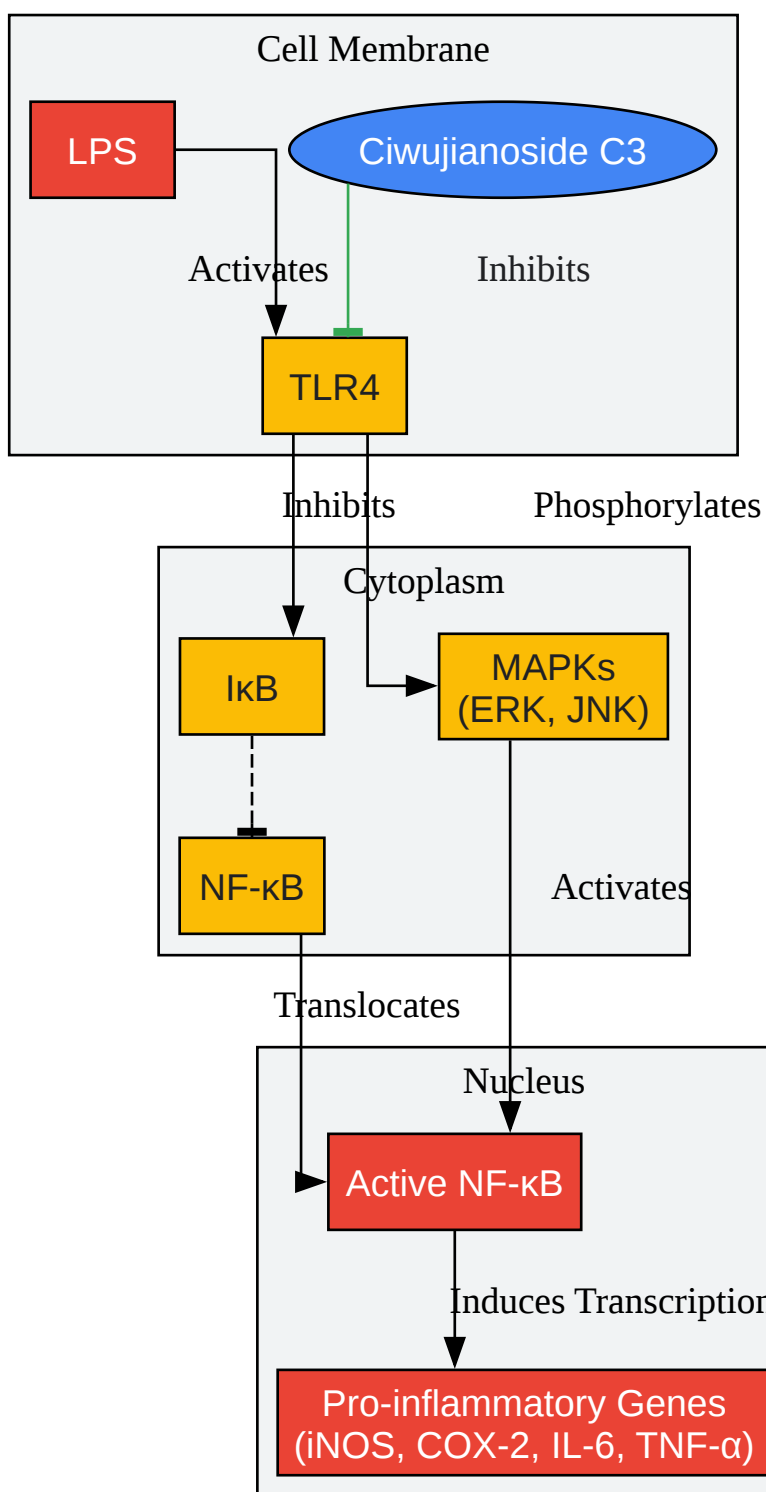 Cell Membrane
LPS
Ciwujianoside C3
Activates
Inhibits
TLR4
Inhibits
Phosphorylates
Cytoplasm
IκB
MAPKs
(ERK, JNK)
NF-κB
Activates
Translocates
Nucleus
Active NF-κB
Induces Transcription
Pro-inflammatory Genes
(iNOS, COX-2, IL-6, TNF-α)